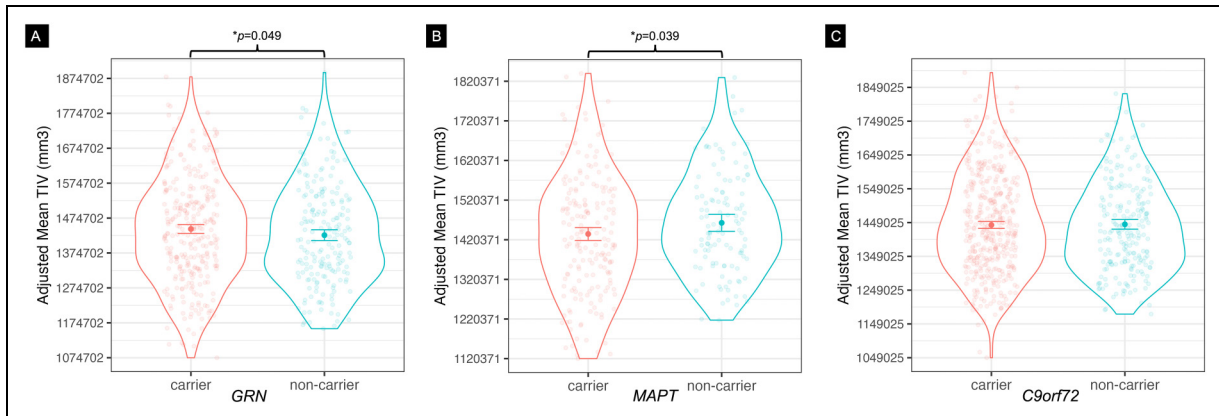 A
*p=0.049
Adjusted Mean TIV (mm3)
1874702
1774702
1674702
1574702
1474702
1374702
1274702
1174702
1074702
carrier
non-carrier
GRN
B
*p=0.039
Adjusted Mean TIV (mm3)
1820371
1720371
1620371
1520371
1420371
1320371
1220371
1120371
carrier
non-carrier
MAPT
C
Adjusted Mean TIV (mm3)
1849025
1749025
1649025
1549025
1449025
1349025
1249025
1149025
1049025
carrier
non-carrier
C9orf72